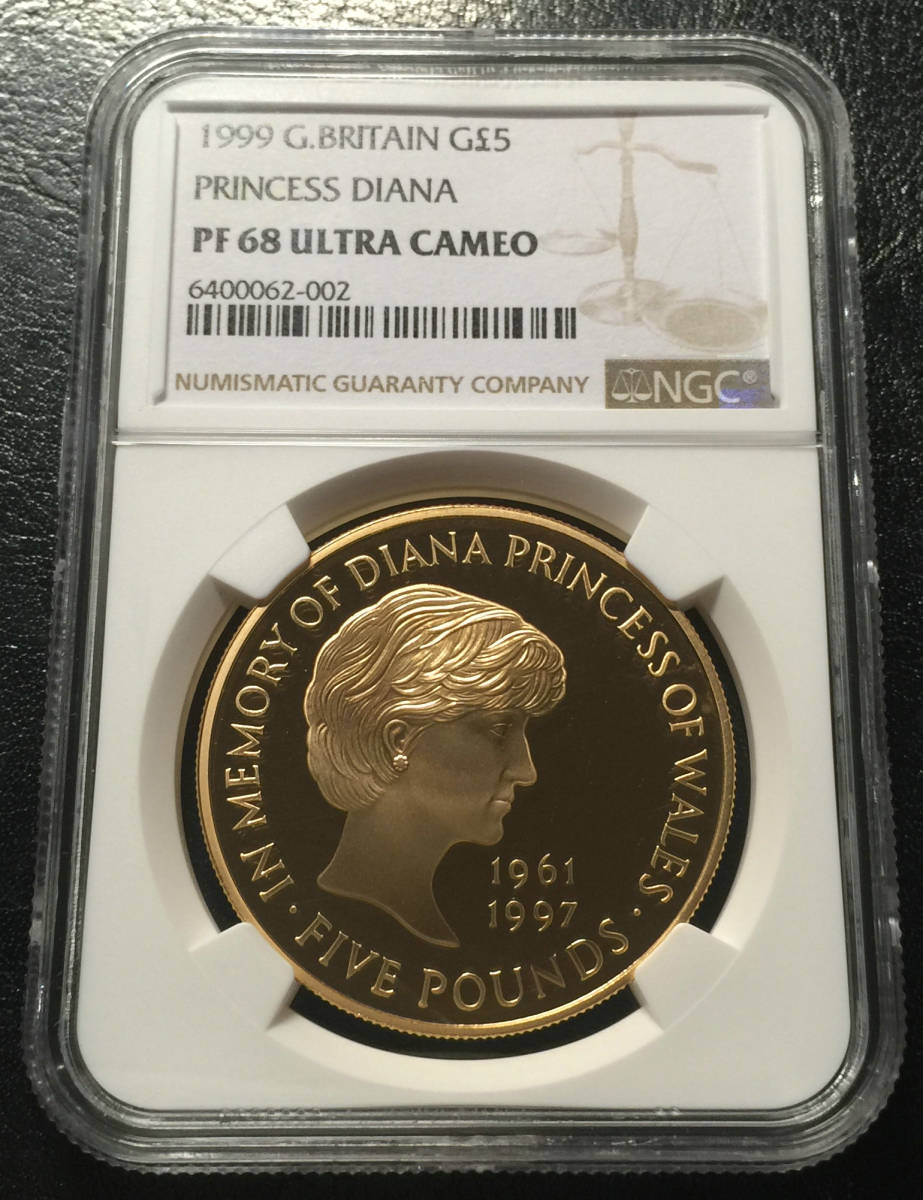 1999 G.BRITAIN G£5
PRINCESS DIANA
PF 68 ULTRA CAMEO
6400062-002
NUMISMATIC GUARANTY COMPANY
NGC®
IN MEMORY OF DIANA PRINCESS OF WALES
1961
1997
· FIVE POUNDS ·